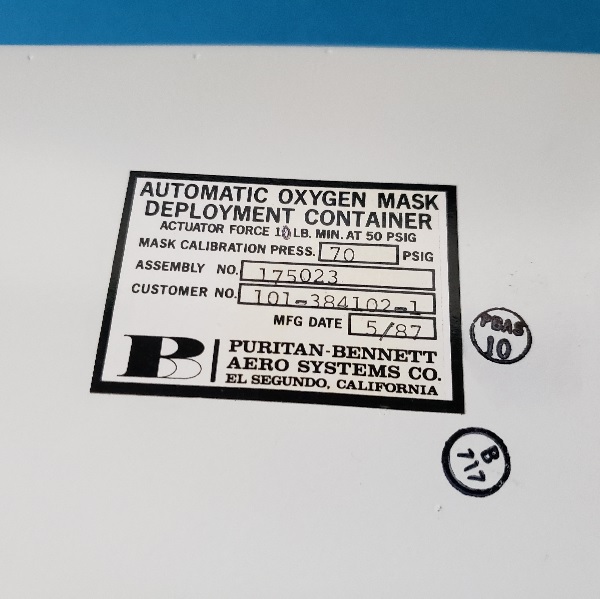 AUTOMATIC OXYGEN MASK
DEPLOYMENT CONTAINER
ACTUATOR FORCE 10 LB. MIN. AT 50 PSIG
MASK CALIBRATION PRESS. 70 PSIG
ASSEMBLY NO. 175023
CUSTOMER NO. 101-384102-1
MFG DATE 5/87
B
PURITAN-BENNETT
AERO SYSTEMS CO.
EL SEGUNDO, CALIFORNIA
PBAS
10
B
717